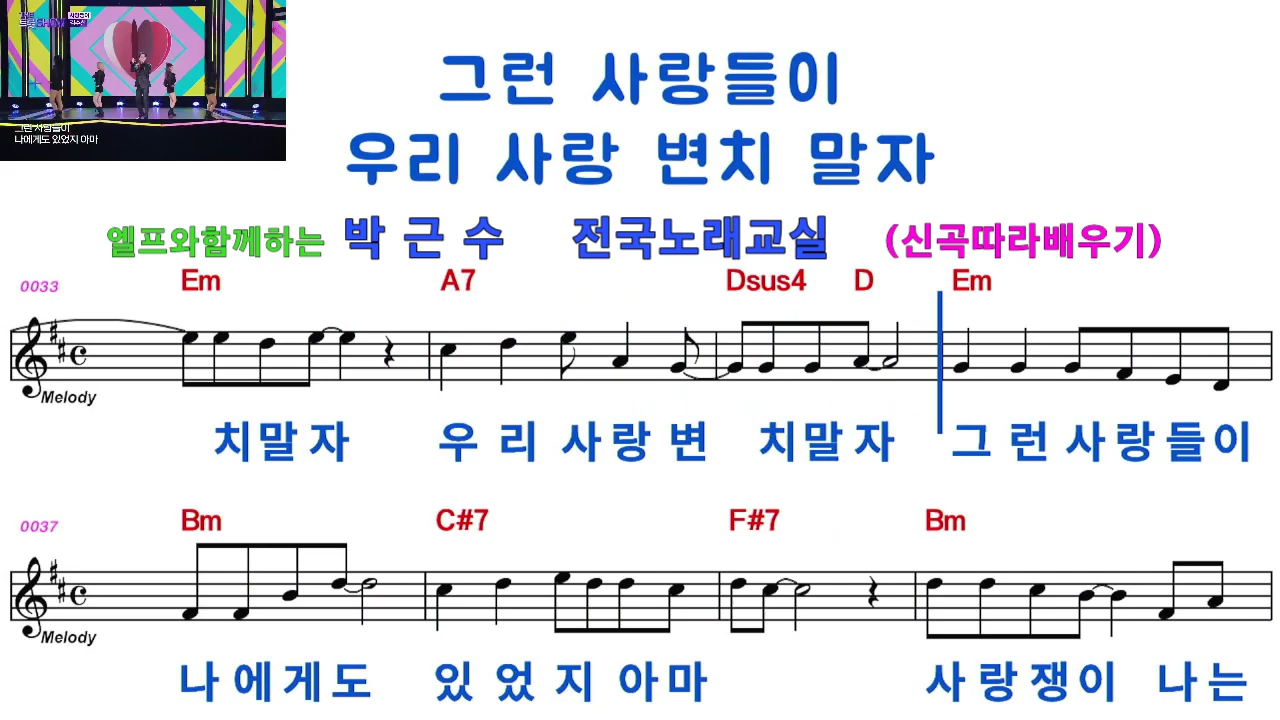 그런 사랑들이
나에게도 있었지 아마
그런 사랑들이
우리 사랑 변치 말자
엘프와함께하는 박 근 수 전국노래교실 (신곡따라배우기)
0033 Em A7 Dsus4 D Em
Melody
치말 자 우 리 사 랑 변 치말 자 그 런 사 랑 들 이
0037 Bm C#7 F#7 Bm
Melody
나 에 게 도 있 었 지 아 마 사 랑 쟁 이 나 는